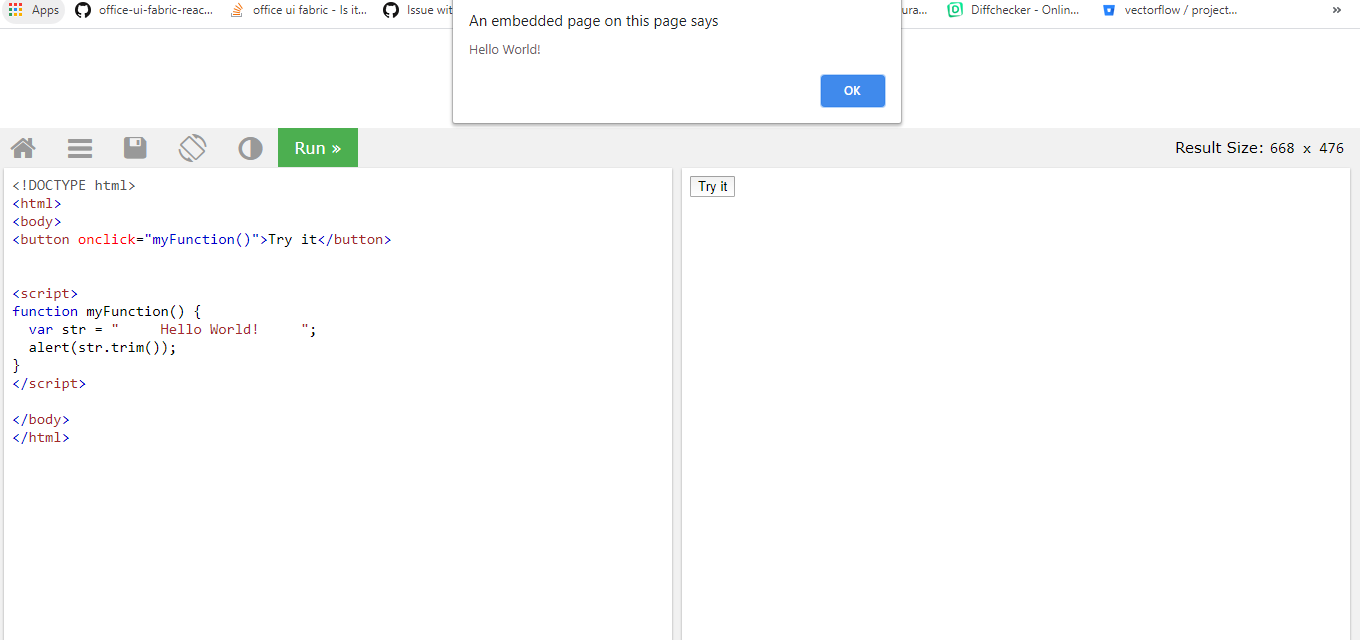 Apps office-ui-fabric-reac... office ui fabric - Is it... Issue wit ura... Diffchecker - Onlin... vectorflow / project... »
An embedded page on this page says
Hello World!
OK
Run » Result Size: 668 x 476
<!DOCTYPE html>
<html>
<body>
<button onclick="myFunction()">Try it</button>
<script>
function myFunction() {
  var str = "     Hello World!     ";
  alert(str.trim());
}
</script>
</body>
</html>
Try it